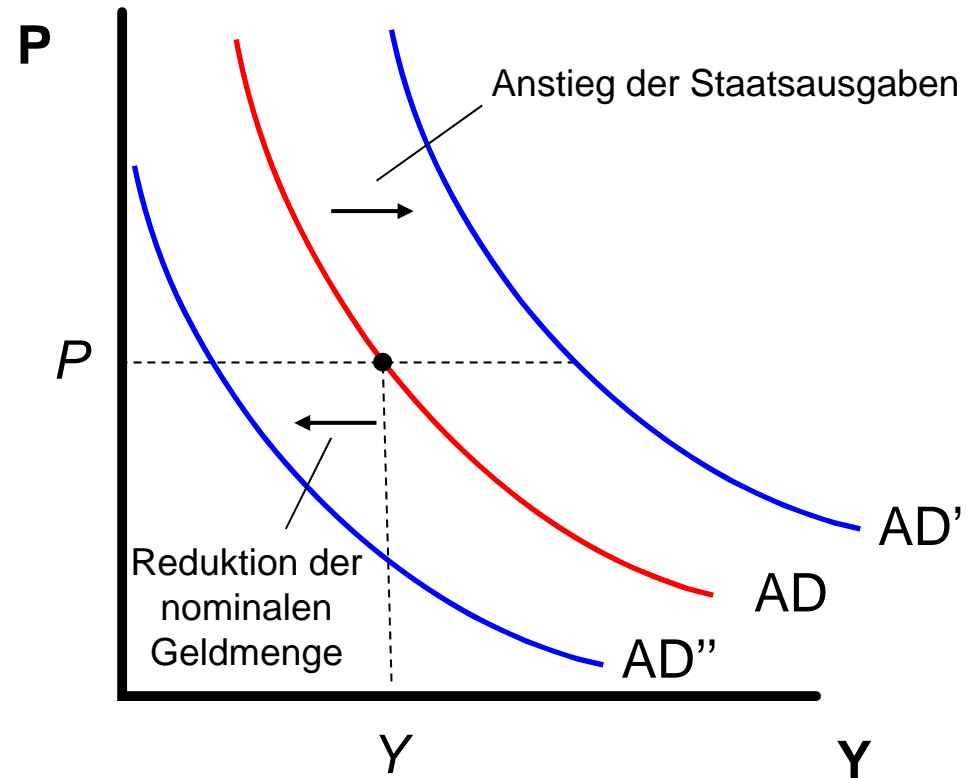 P
Anstieg der Staatsausgaben
P
AD’
Reduktion der
nominalen
Geldmenge
AD
AD’’
Y
Y